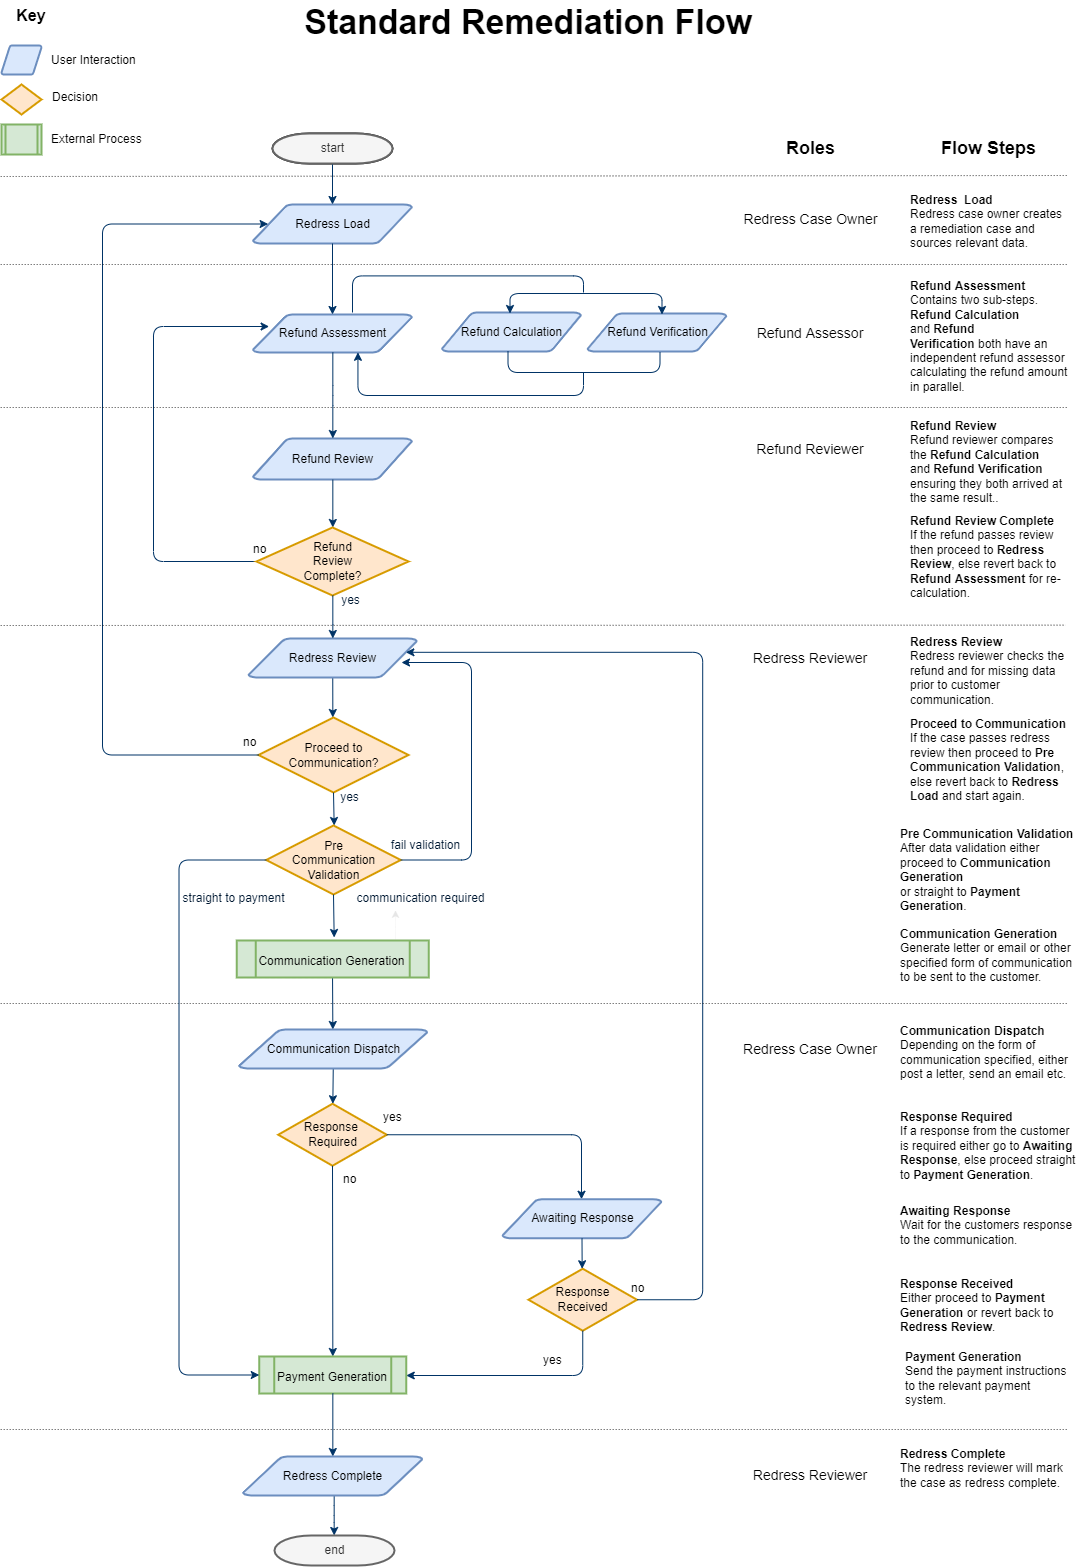 Key
Standard Remediation Flow
User Interaction
Decision
External Process
start
Roles
Flow Steps
Redress Load
Redress Case Owner
Redress  Load
Redress case owner creates
a remediation case and
sources relevant data.
Refund Assessment
Refund Calculation
Refund Verification
Refund Assessor
Refund Assessment
Contains two sub-steps.
Refund Calculation
and Refund
Verification both have an
independent refund assessor
calculating the refund amount
in parallel.
Refund Review
Refund Reviewer
Refund Review
Refund reviewer compares
the Refund Calculation
and Refund Verification
ensuring they both arrived at
the same result..
no
Refund
Review
Complete?
yes
Refund Review Complete
If the refund passes review
then proceed to Redress
Review, else revert back to
Refund Assessment for re-
calculation.
Redress Review
Redress Reviewer
Redress Review
Redress reviewer checks the
refund and for missing data
prior to customer
communication.
no
Proceed to
Communication?
yes
Proceed to Communication
If the case passes redress
review then proceed to Pre
Communication Validation,
else revert back to Redress
Load and start again.
Pre
Communication
Validation
fail validation
straight to payment
communication required
Pre Communication Validation
After data validation either
proceed to Communication
Generation
or straight to Payment
Generation.
Communication Generation
Communication Generation
Generate letter or email or other
specified form of communication
to be sent to the customer.
Communication Dispatch
Redress Case Owner
Communication Dispatch
Depending on the form of
communication specified, either
post a letter, send an email etc.
Response
Required
yes
no
Response Required
If a response from the customer
is required either go to Awaiting
Response, else proceed straight
to Payment Generation.
Awaiting Response
Awaiting Response
Wait for the customers response
to the communication.
Response
Received
no
yes
Response Received
Either proceed to Payment
Generation or revert back to
Redress Review.
Payment Generation
Payment Generation
Send the payment instructions
to the relevant payment
system.
Redress Complete
Redress Reviewer
Redress Complete
The redress reviewer will mark
the case as redress complete.
end